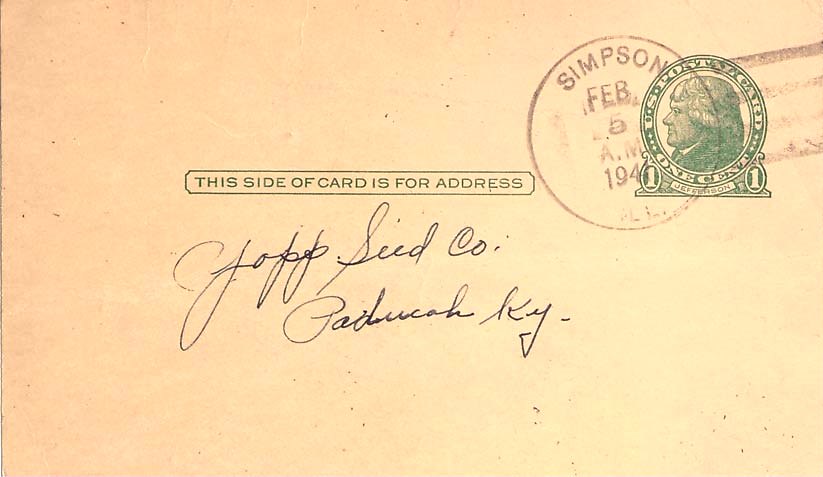 SIMPSON
FEB
5
A.M
194
U.S. POSTAL CARD
ONE CENT
1 JEFFERSON 1
THIS SIDE OF CARD IS FOR ADDRESS
Yopp Seed Co.
Paducah Ky.